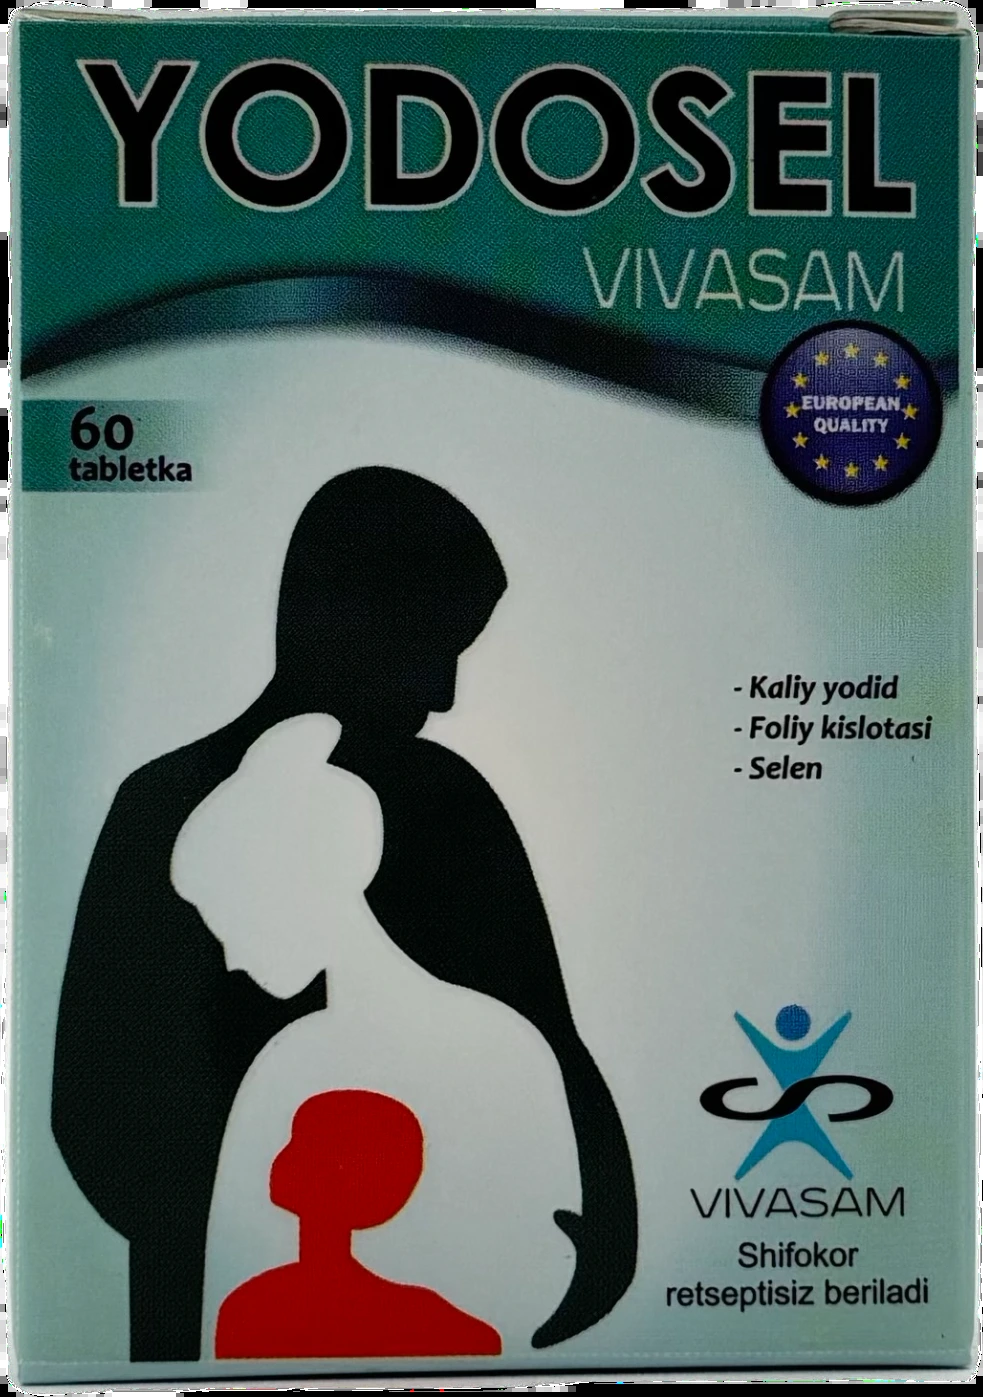 YODOSEL
VIVASAM
EUROPEAN
QUALITY
60
tabletka
- Kaliy yodid
- Foliy kislotasi
- Selen
VIVASAM
Shifokor
retseptisiz beriladi